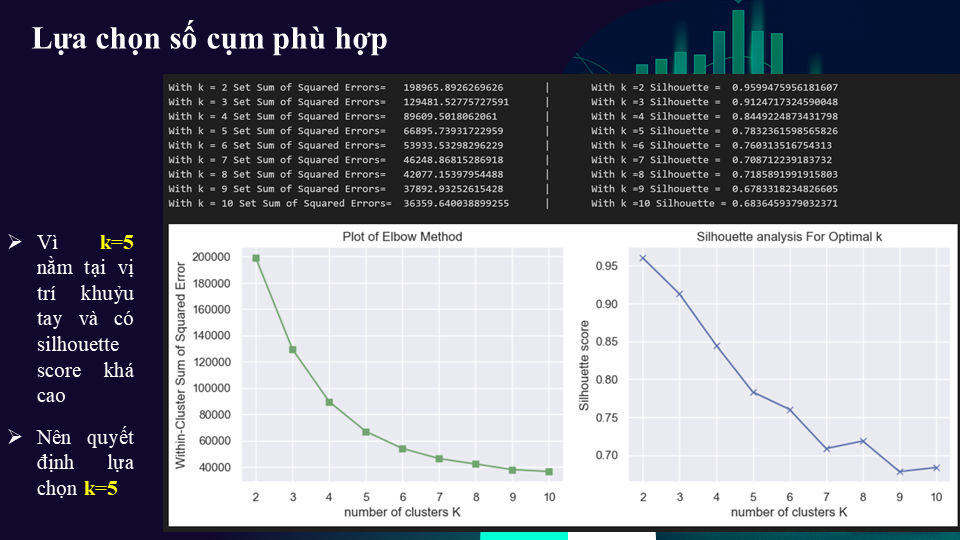 Lựa chọn số cụm phù hợp
With k = 2 Set Sum of Squared Errors= 198965.8926269626 | With k =2 Silhouette = 0.9599475956181607
With k = 3 Set Sum of Squared Errors= 129481.52775727591 | With k =3 Silhouette = 0.9124717324590048
With k = 4 Set Sum of Squared Errors= 89609.5018062061 | With k =4 Silhouette = 0.8449224873431798
With k = 5 Set Sum of Squared Errors= 66895.73931722959 | With k =5 Silhouette = 0.7832361598565826
With k = 6 Set Sum of Squared Errors= 53933.53298296229 | With k =6 Silhouette = 0.760313516754313
With k = 7 Set Sum of Squared Errors= 46248.86815286918 | With k =7 Silhouette = 0.708712239183732
With k = 8 Set Sum of Squared Errors= 42077.15397954488 | With k =8 Silhouette = 0.7185891991915803
With k = 9 Set Sum of Squared Errors= 37892.93252615428 | With k =9 Silhouette = 0.6783318234826605
With k = 10 Set Sum of Squared Errors= 36359.640038899255 | With k =10 Silhouette = 0.6836459379032371
➢ Vì k=5
nằm tại vị
trí khuỷu
tay và có
silhouette
score khá
cao
➢ Nên quyết
định lựa
chọn k=5
Plot of Elbow Method
Within-Cluster Sum of Squared Error
200000
180000
160000
140000
120000
100000
80000
60000
40000
2 3 4 5 6 7 8 9 10
number of clusters K
Silhouette analysis For Optimal k
Silhouette score
0.95
0.90
0.85
0.80
0.75
0.70
2 3 4 5 6 7 8 9 10
number of clusters K